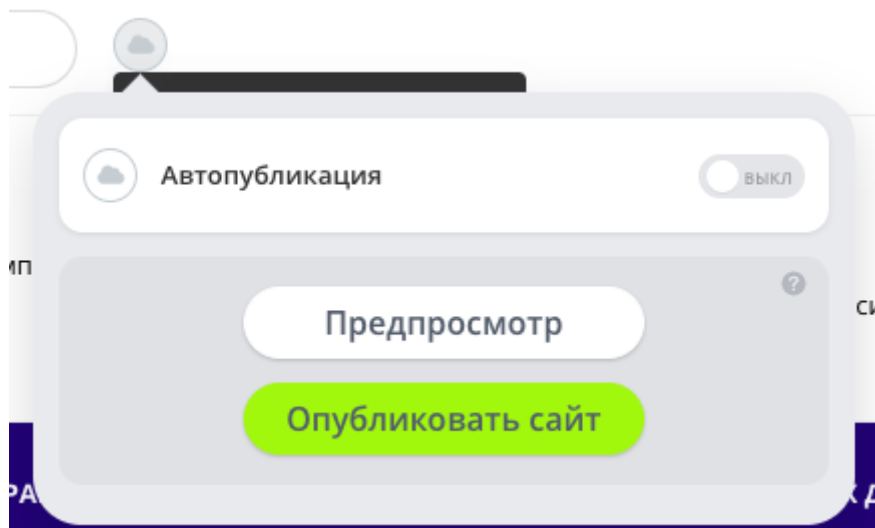 Автопубликация
выкл
?
Предпросмотр
Опубликовать сайт